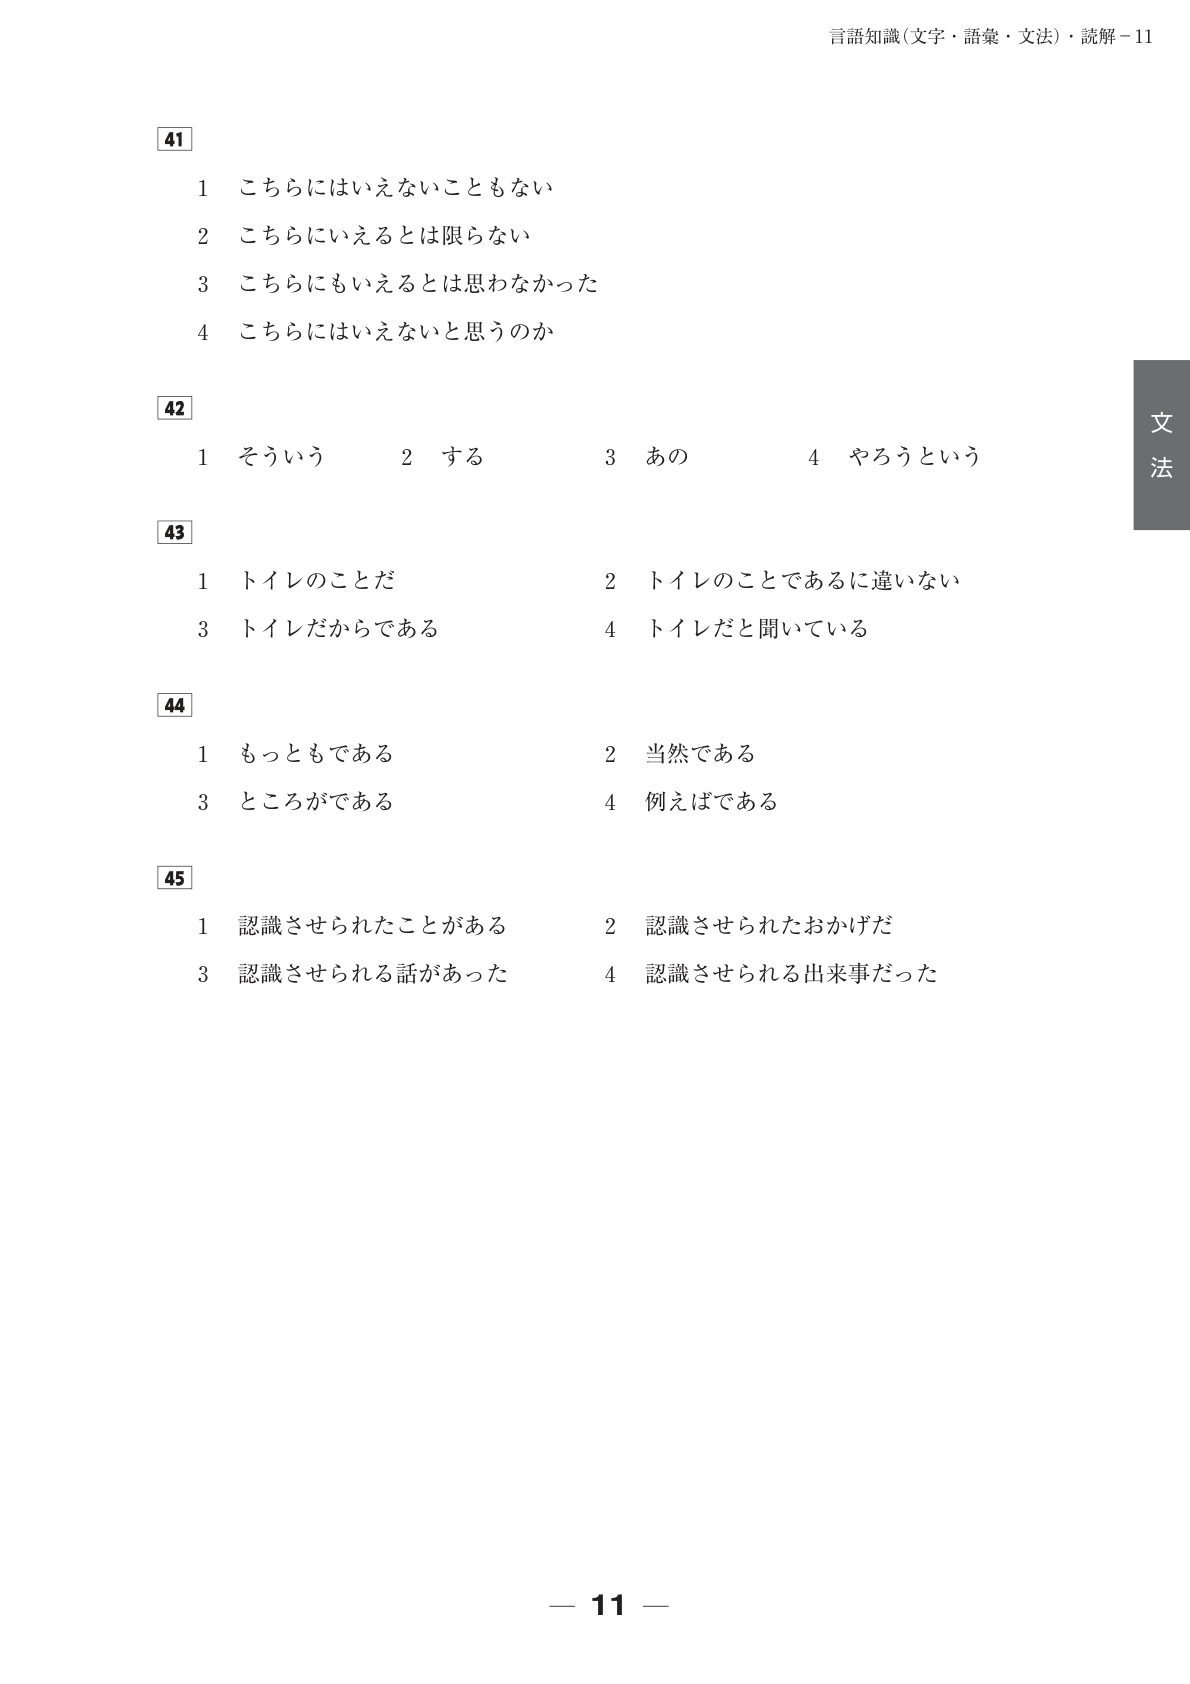 言語知識(文字・語彙・文法)・読解－11
41
1 こちらにはいえないこともない
2 こちらにいえるとは限らない
3 こちらにもいえるとは思わなかった
4 こちらにはいえないと思うのか
42
1 そういう 2 する 3 あの 4 やろうという
43
1 トイレのことだ 2 トイレのことであるに違いない
3 トイレだからである 4 トイレだと聞いている
44
1 もっともである 2 当然である
3 ところがである 4 例えばである
45
1 認識させられたことがある 2 認識させられたおかげだ
3 認識させられる話があった 4 認識させられる出来事だった
文法
— 11 —